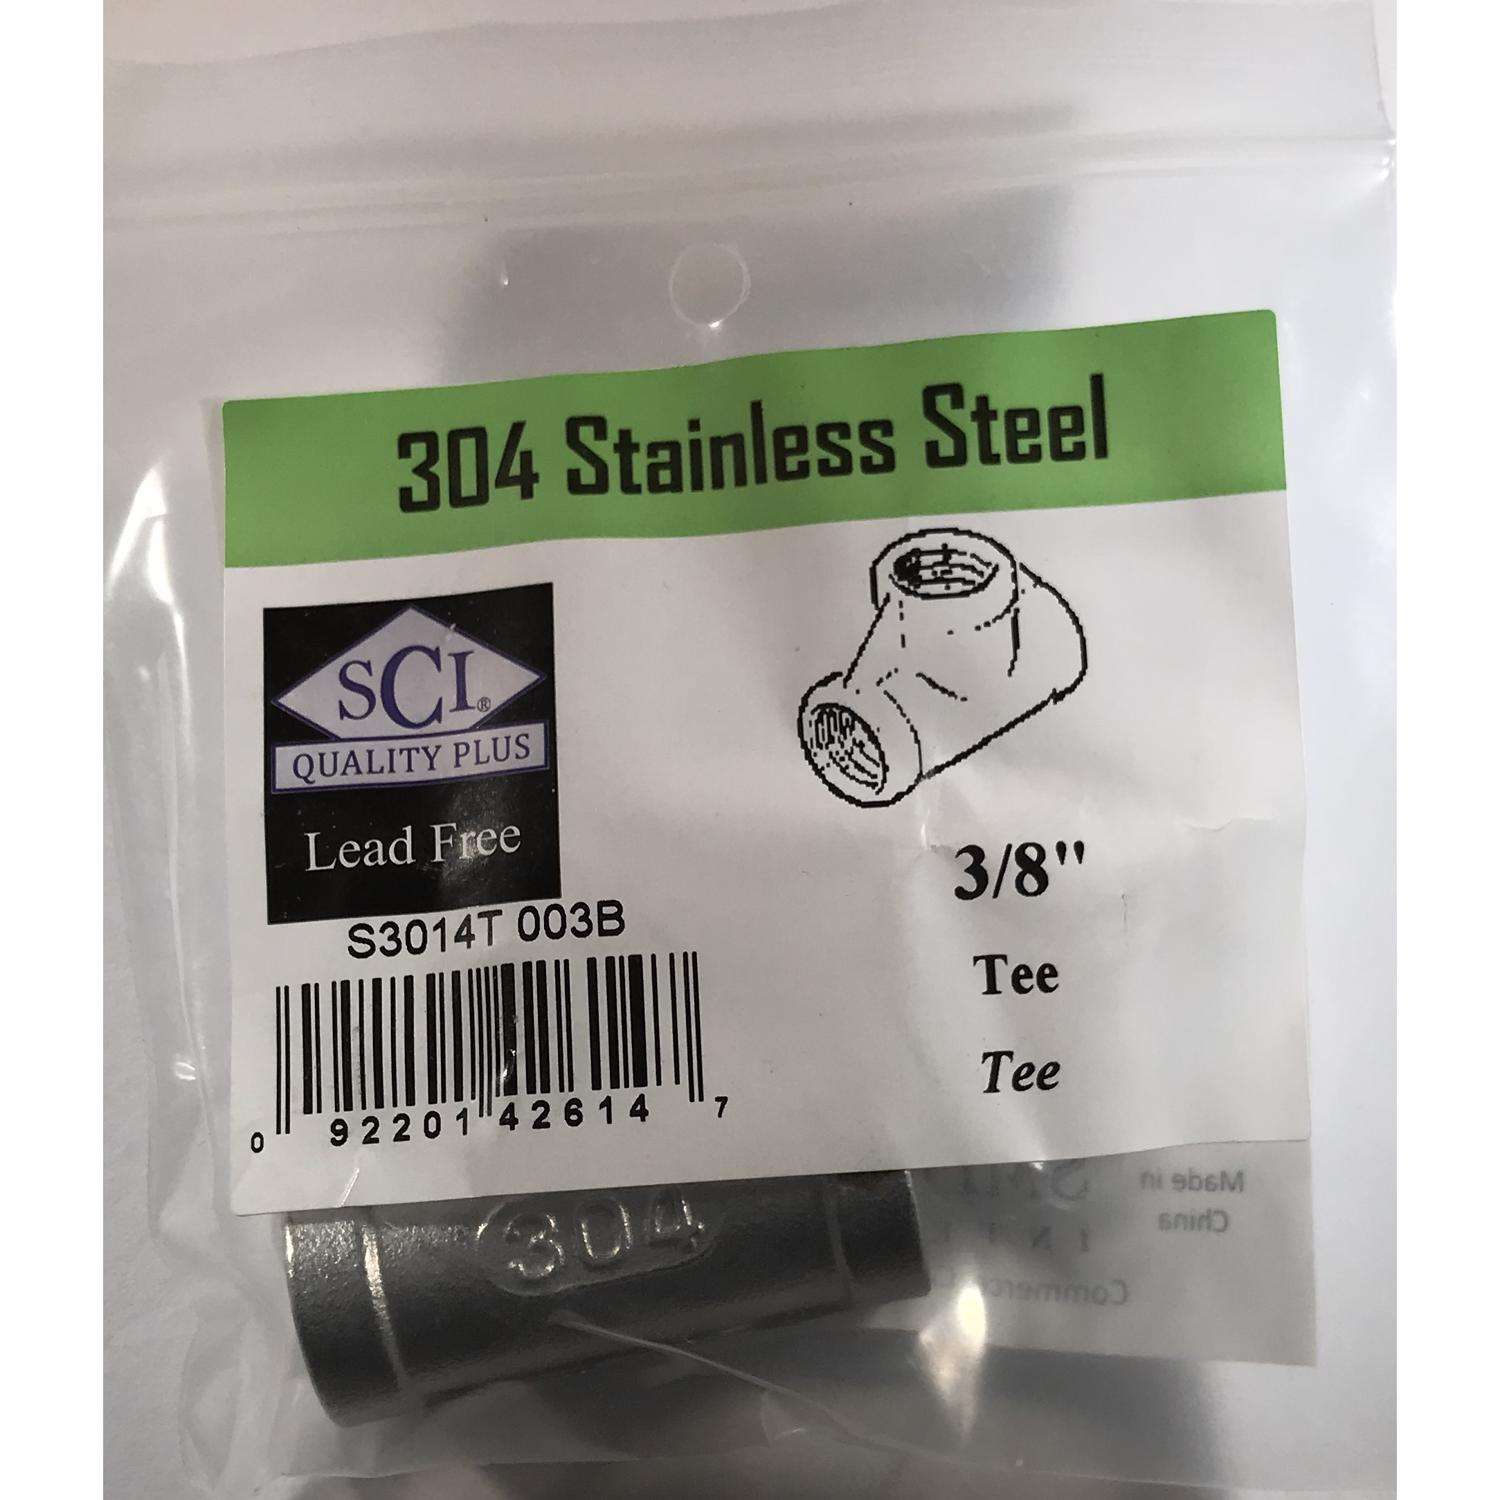 304 Stainless Steel
SCI®
QUALITY PLUS
Lead Free
S3014T 003B
0 92201 42614 7
3/8"
Tee
Tee
304
Made in
China